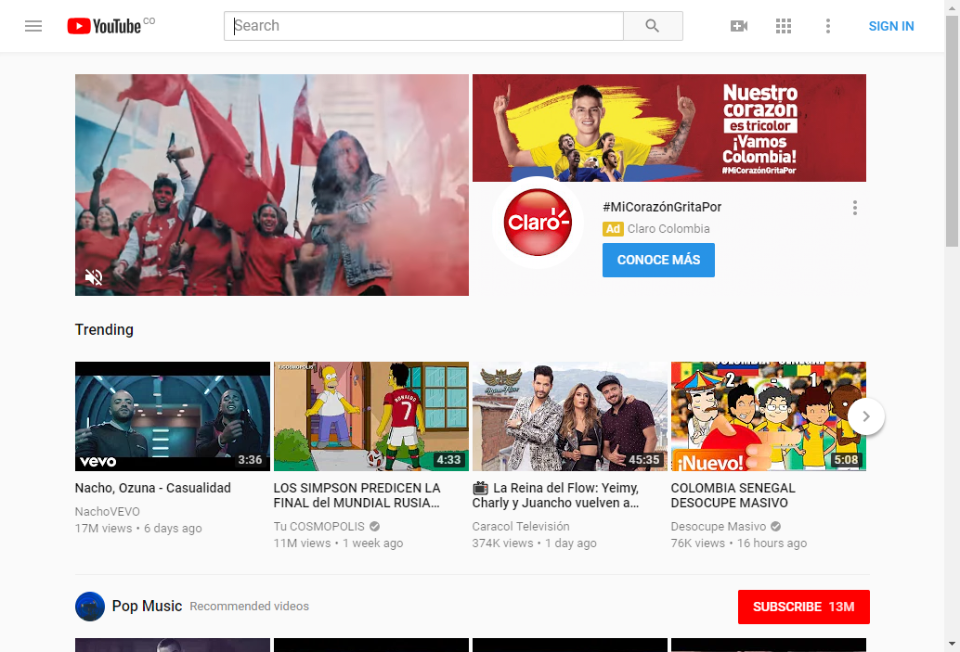 YouTube CO
Search
SIGN IN
Nuestro
corazón
es tricolor
¡Vamos
Colombia!
#MiCorazónGritaPor
Claro
#MiCorazónGritaPor
Ad Claro Colombia
CONOCE MÁS
Trending
vevo
3:36
RONALDO
7
4:33
45:35
2
1
¡Nuevo!
5:08
Nacho, Ozuna - Casualidad
NachoVEVO
17M views • 6 days ago
LOS SIMPSON PREDICEN LA
FINAL del MUNDIAL RUSIA...
Tu COSMOPOLIS
11M views • 1 week ago
La Reina del Flow: Yeimy,
Charly y Juancho vuelven a...
Caracol Televisión
374K views • 1 day ago
COLOMBIA SENEGAL
DESOCUPE MASIVO
Desocupe Masivo
76K views • 16 hours ago
Pop Music Recommended videos
SUBSCRIBE 13M